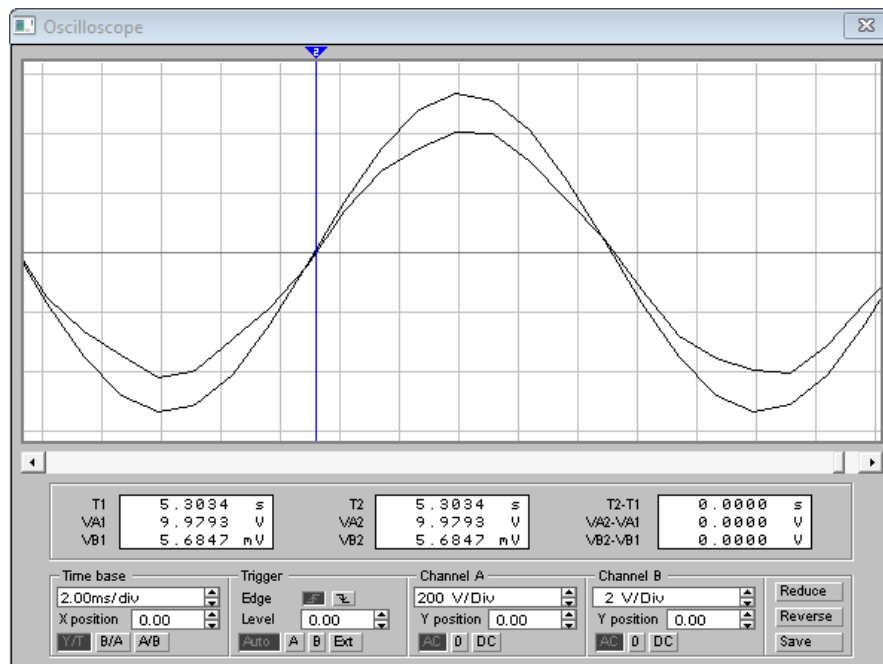 Oscilloscope
2
T1 5.3034 s T2 5.3034 s T2-T1 0.0000 s
VA1 9.9793 V VA2 9.9793 V VA2-VA1 0.0000 V
VB1 5.6847 mV VB2 5.6847 mV VB2-VB1 0.0000 V
Time base Trigger Channel A Channel B
2.00ms/div Edge 200 V/Div 2 V/Div Reduce
X position 0.00 Level 0.00 Y position 0.00 Y position 0.00 Reverse
Y/T B/A A/B Auto A B Ext AC 0 DC AC 0 DC Save